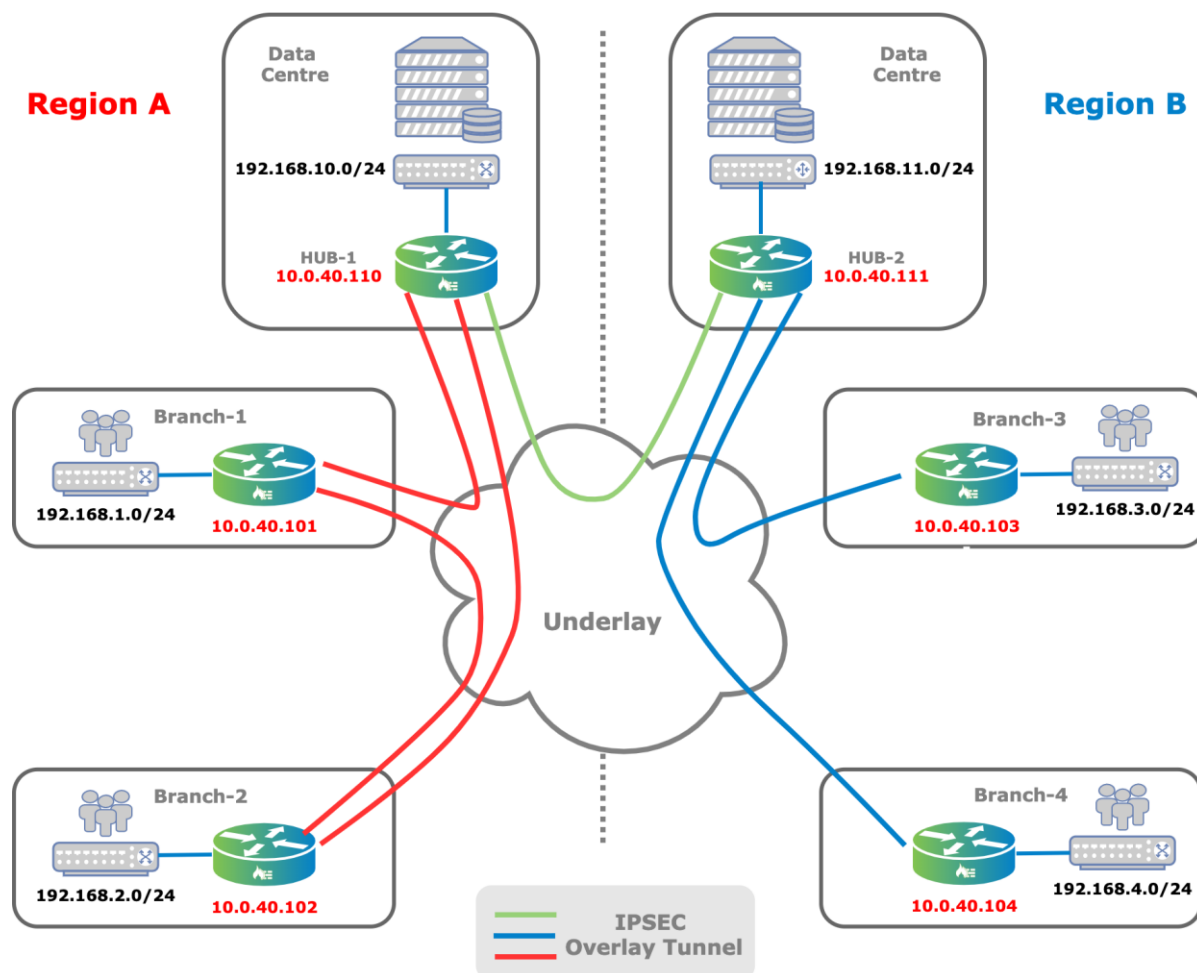 Region A
Data
Centre
192.168.10.0/24
HUB-1
10.0.40.110
Data
Centre
Region B
192.168.11.0/24
HUB-2
10.0.40.111
Branch-1
192.168.1.0/24
10.0.40.101
Branch-3
10.0.40.103
192.168.3.0/24
Underlay
Branch-2
192.168.2.0/24
10.0.40.102
Branch-4
10.0.40.104
192.168.4.0/24
IPSEC
Overlay Tunnel